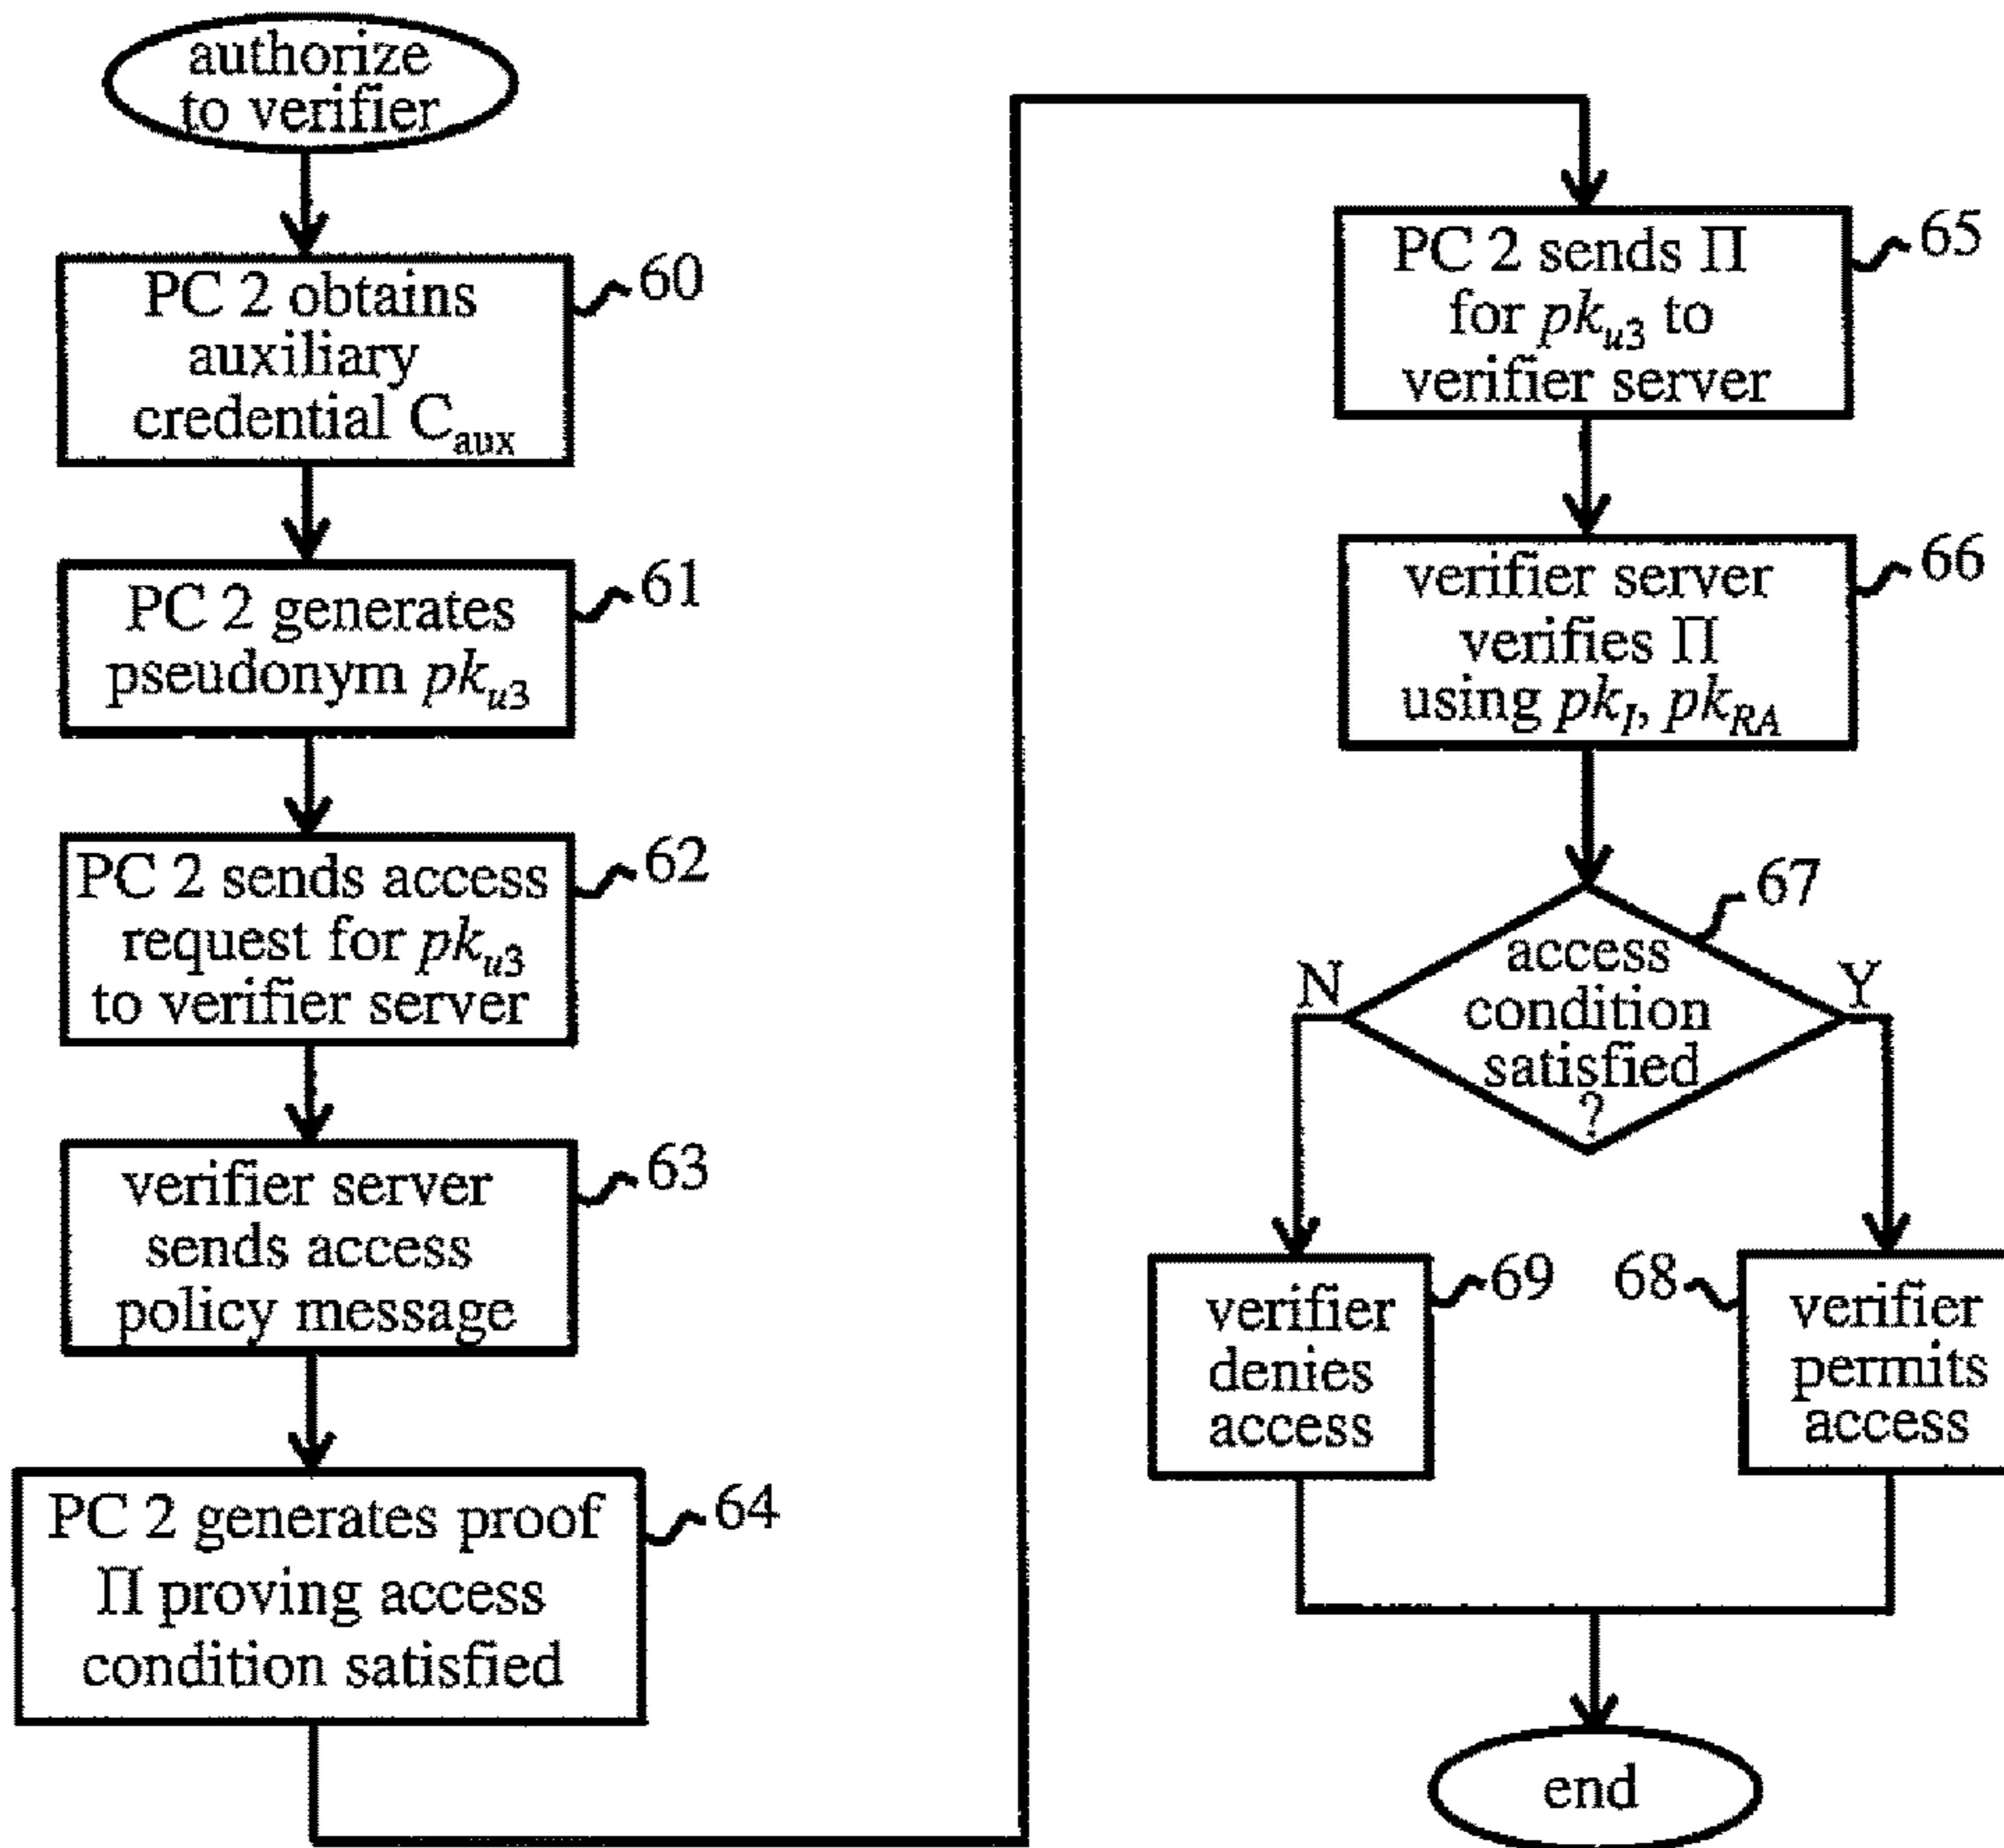 authorize
to verifier
PC 2 obtains
auxiliary
credential C_aux
60
PC 2 generates
pseudonym pk_u3
61
PC 2 sends access
request for pk_u3
to verifier server
62
verifier server
sends access
policy message
63
PC 2 generates proof
Π proving access
condition satisfied
64
PC 2 sends Π
for pk_u3 to
verifier server
65
verifier server
verifies Π
using pk_I, pk_RA
66
access
condition
satisfied
?
67
N
Y
verifier
denies
access
69
68
verifier
permits
access
end